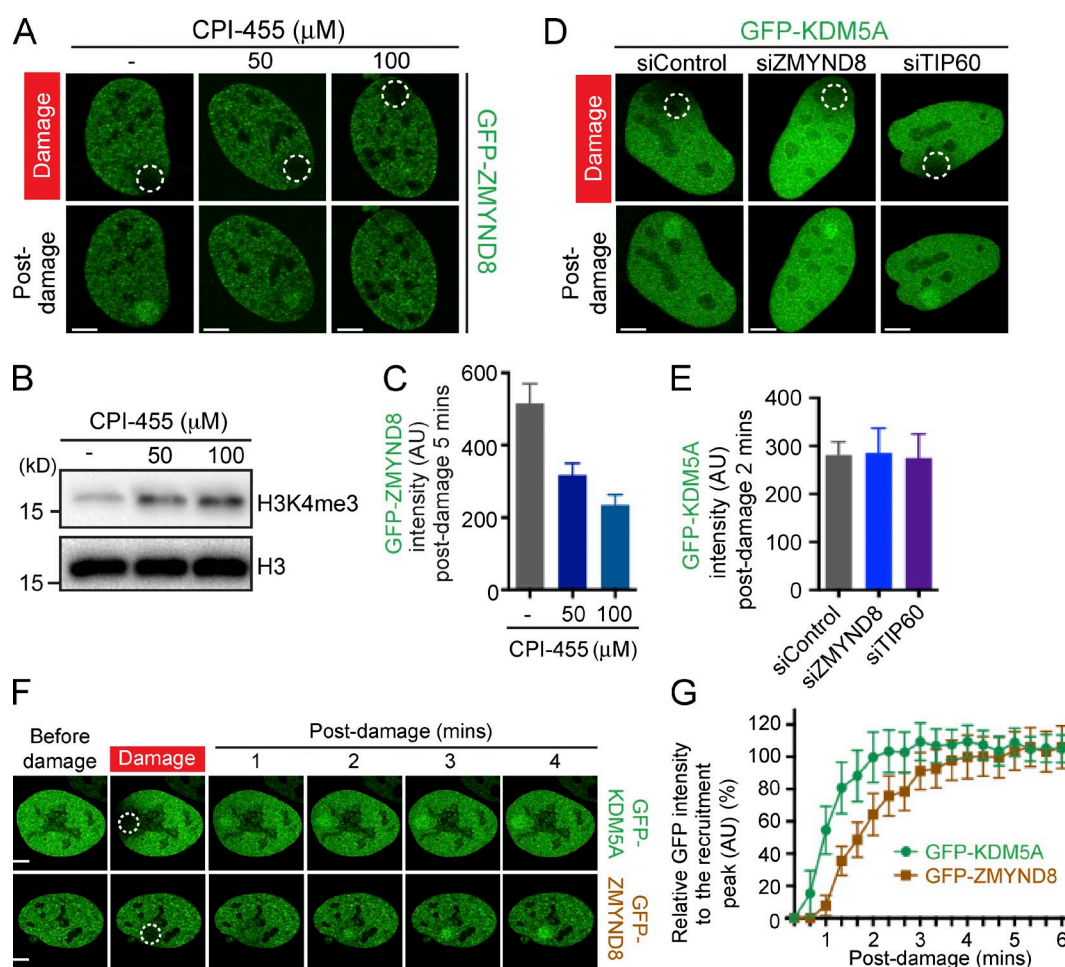 A
CPI-455 (μM)
- 50 100
Damage
Post-
damage
GFP-ZMYND8
D
GFP-KDM5A
siControl siZMYND8 siTIP60
Damage
Post-
damage
B
CPI-455 (μM)
(kD) - 50 100
15 H3K4me3
15 H3
C
GFP-ZMYND8
intensity (AU)
post-damage 5 mins
600
400
200
0
- 50 100
CPI-455 (μM)
E
GFP-KDM5A
intensity (AU)
post-damage 2 mins
400
300
200
100
0
siControl
siZMYND8
siTIP60
F
Before
damage
Damage
Post-damage (mins)
1 2 3 4
GFP-
KDM5A
GFP-
ZMYND8
G
Relative GFP intensity
to the recruitment
peak (AU) (%)
120
100
80
60
40
20
0
GFP-KDM5A
GFP-ZMYND8
1 2 3 4 5 6
Post-damage (mins)